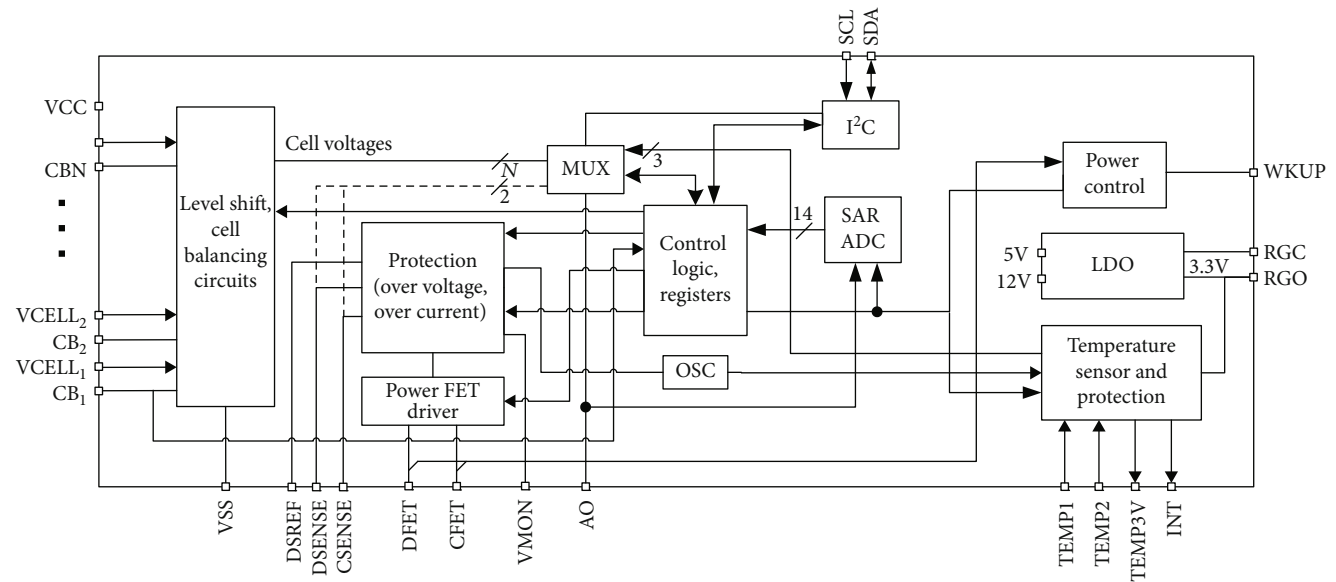 SCL
SDA
VCC
CBN
VCELL2
CB2
VCELL1
CB1
Level shift,
cell
balancing
circuits
Cell voltages
N
2
MUX
3
I2C
Protection
(over voltage,
over current)
Power FET
driver
Control
logic,
registers
14
SAR
ADC
OSC
Power
control
5V
12V
LDO
3.3V
Temperature
sensor and
protection
WKUP
RGC
RGO
VSS
DSREF
DSENSE
CSENSE
DFET
CFET
VMON
AO
TEMP1
TEMP2
TEMP3V
INT